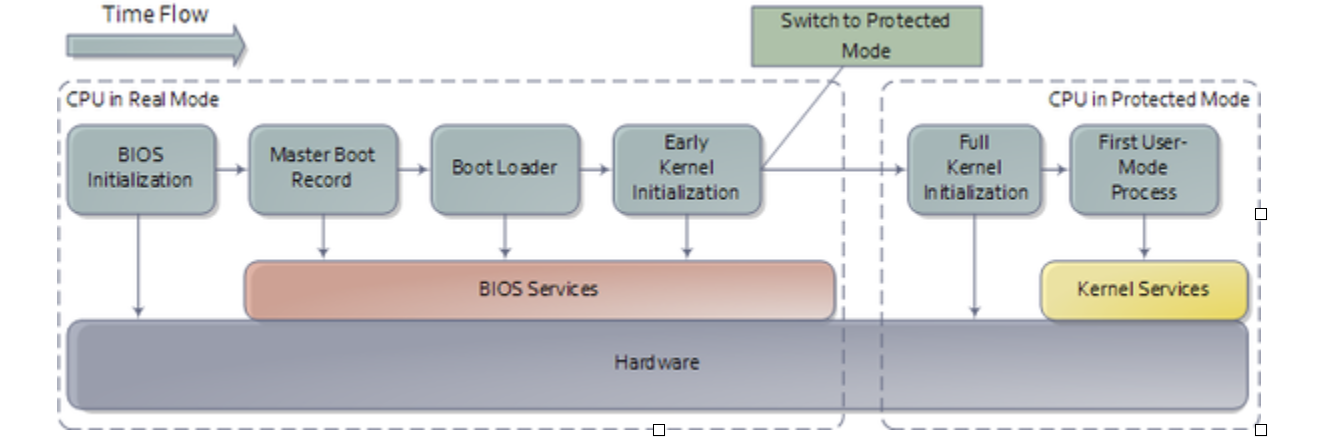 Time Flow
Switch to Protected
Mode
CPU in Real Mode
CPU in Protected Mode
BIOS
Initialization
Master Boot
Record
Boot Loader
Early
Kernel
Initialization
Full
Kernel
Initialization
First User-
Mode
Process
BIOS Services
Kernel Services
Hardware